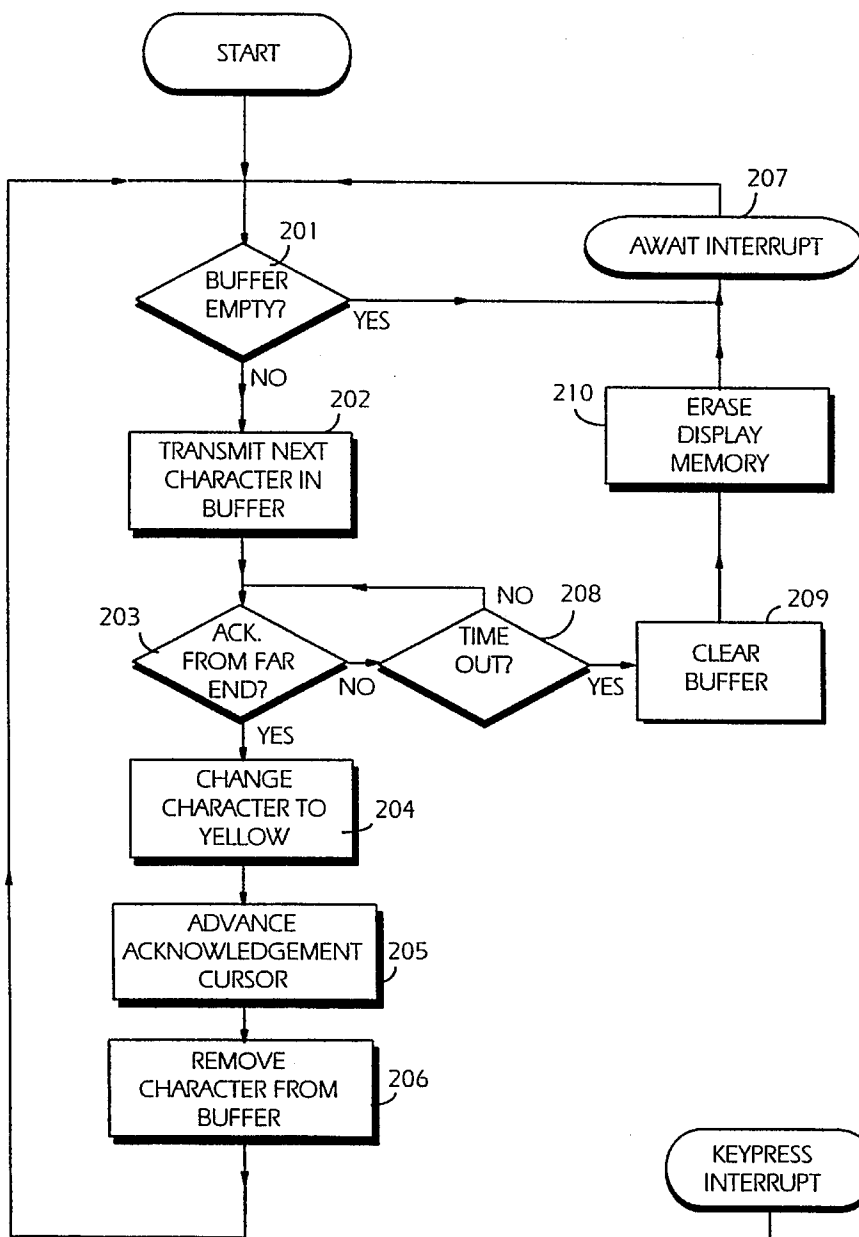 START
207
AWAIT INTERRUPT
201
BUFFER
EMPTY?
YES
NO
202
TRANSMIT NEXT
CHARACTER IN
BUFFER
210
ERASE
DISPLAY
MEMORY
203
ACK.
FROM FAR
END?
NO
YES
NO
208
TIME
OUT?
YES
209
CLEAR
BUFFER
CHANGE
CHARACTER TO
YELLOW
204
ADVANCE
ACKNOWLEDGEMENT
CURSOR
205
REMOVE
CHARACTER FROM
BUFFER
206
KEYPRESS
INTERRUPT